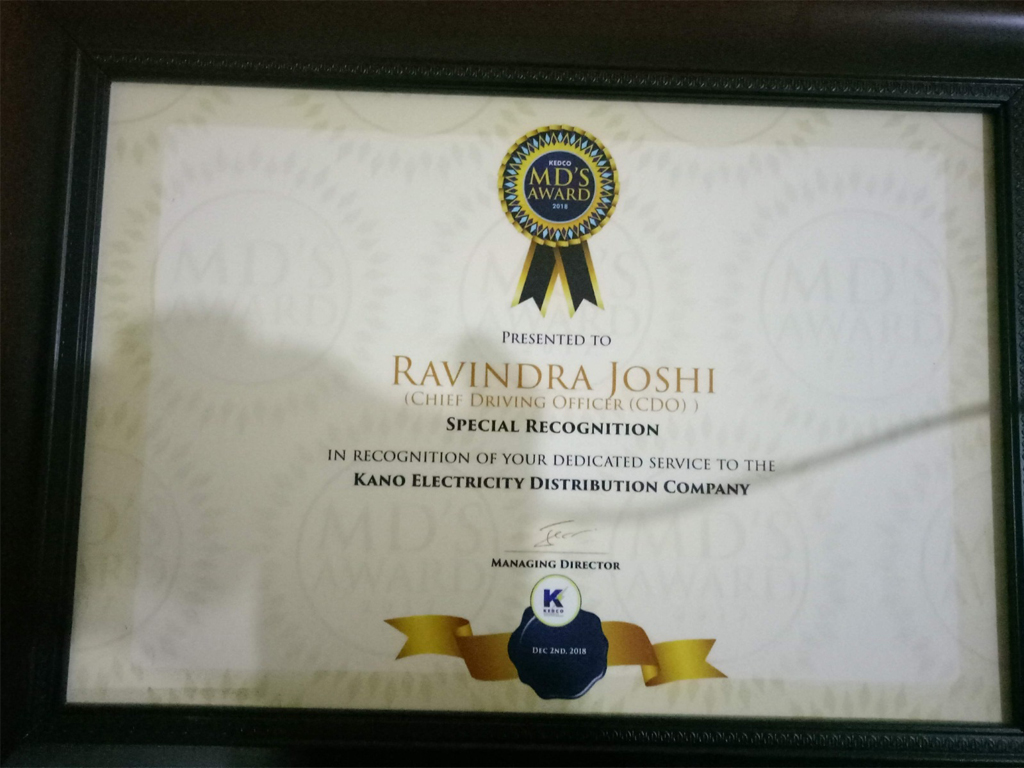 KEDCO
MD'S
AWARD
2018
PRESENTED TO
RAVINDRA JOSHI
(CHIEF DRIVING OFFICER (CDO) )
SPECIAL RECOGNITION
IN RECOGNITION OF YOUR DEDICATED SERVICE TO THE
KANO ELECTRICITY DISTRIBUTION COMPANY
MANAGING DIRECTOR
K
KEDCO
DEC 2ND, 2018